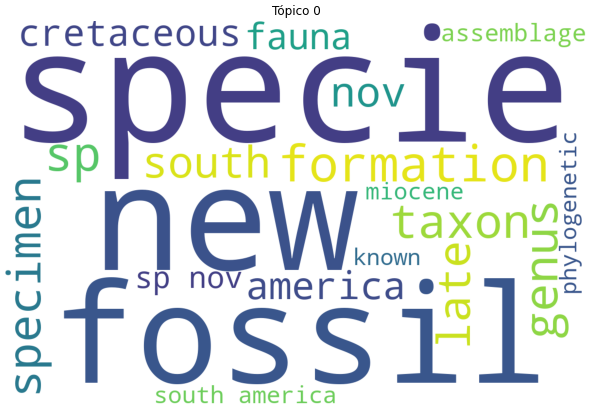 Tópico 0
cretaceous
fauna
assemblage
specie
nov
sp
south
formation
phylogenetic
specimen
new
miocene
taxon
genus
known
late
sp nov
america
fossil
south america